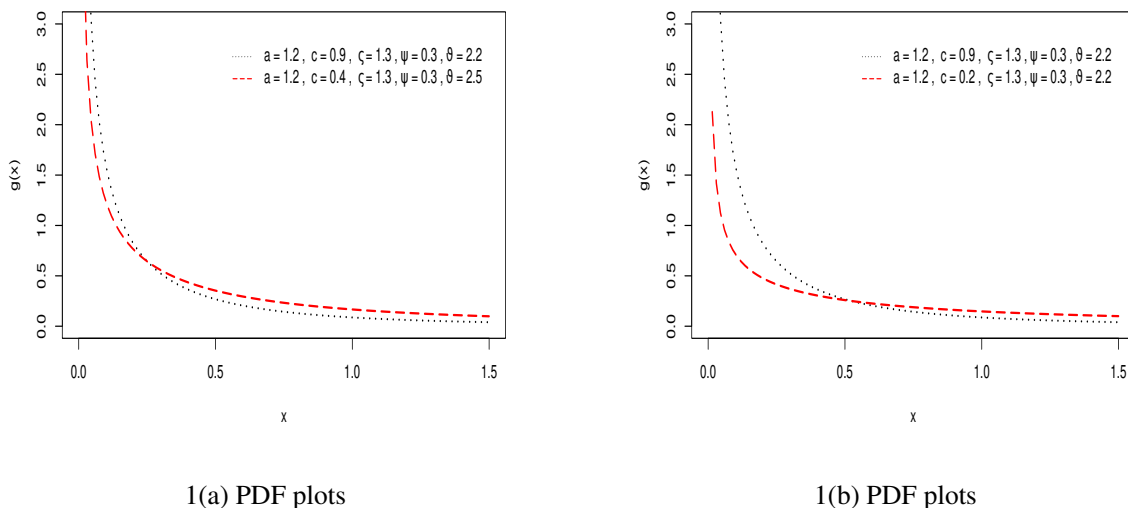 3.0
2.5
2.0
1.5
1.0
0.5
0.0
g(x)
a = 1.2 , c = 0.9 , ς = 1.3 , ψ = 0.3 , ϑ = 2.2
a = 1.2 , c = 0.4 , ς = 1.3 , ψ = 0.3 , ϑ = 2.5
0.0 0.5 1.0 1.5
x
1(a) PDF plots
3.0
2.5
2.0
1.5
1.0
0.5
0.0
g(x)
a = 1.2 , c = 0.9 , ς = 1.3 , ψ = 0.3 , ϑ = 2.2
a = 1.2 , c = 0.2 , ς = 1.3 , ψ = 0.3 , ϑ = 2.2
0.0 0.5 1.0 1.5
x
1(b) PDF plots